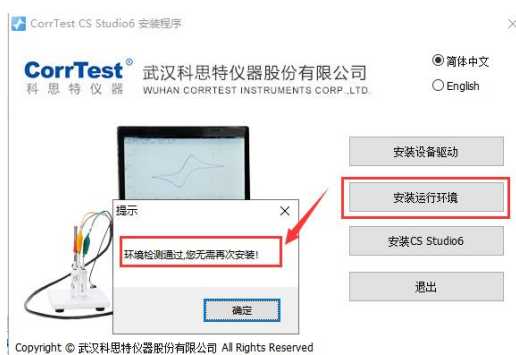 CorrTest CS Studio6 安装程序
CorrTest®
科思特仪器
武汉科思特仪器股份有限公司
WUHAN CORRTEST INSTRUMENTS CORP.,LTD.
简体中文
English
安装设备驱动
安装运行环境
安装CS Studio6
退出
提示
环境检测通过,您无需再次安装!
确定
Copyright © 武汉科思特仪器股份有限公司 All Rights Reserved